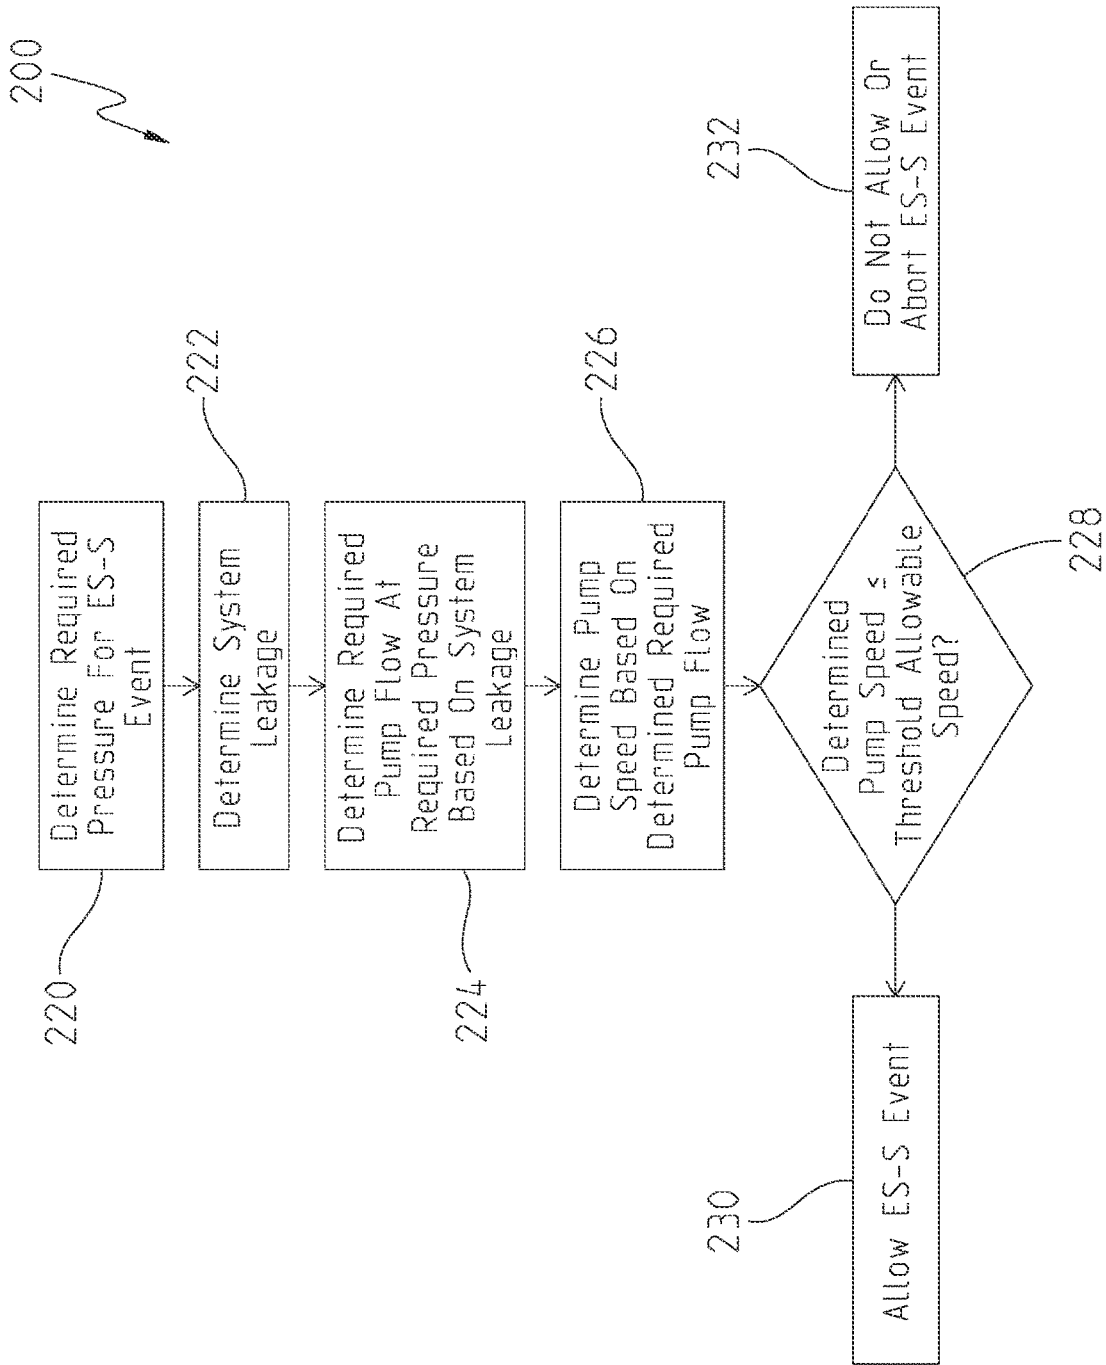 200
220
Determine Required
Pressure For ES-S
Event
222
Determine System
Leakage
224
Determine Required
Pump Flow At
Required Pressure
Based On System
Leakage
226
Determine Pump
Speed Based On
Determined Required
Pump Flow
228
Determined
Pump Speed ≤
Threshold Allowable
Speed?
230
Allow ES-S Event
232
Do Not Allow Or
Abort ES-S Event